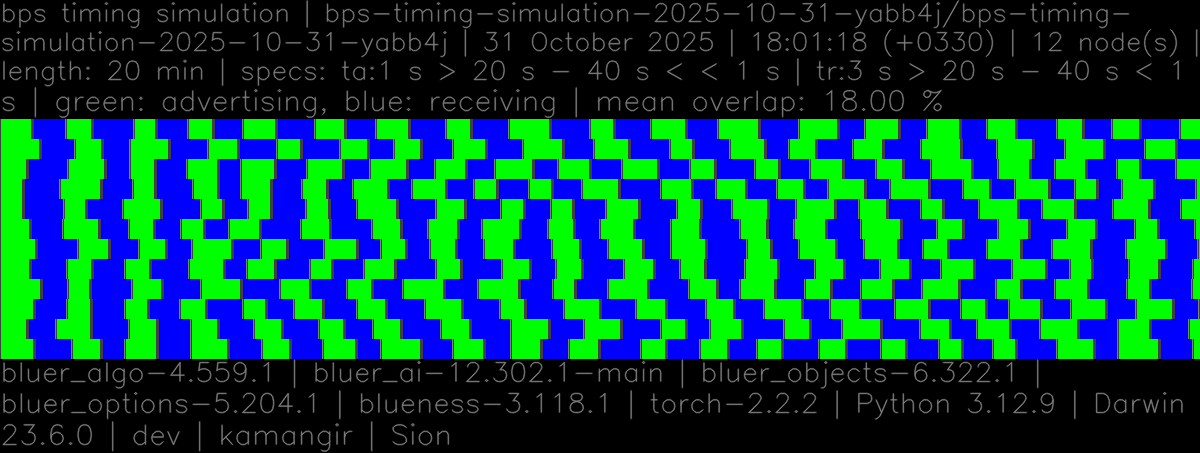 bps timing simulation | bps-timing-simulation-2025-10-31-yabb4j/bps-timing-
simulation-2025-10-31-yabb4j | 31 October 2025 | 18:01:18 (+0330) | 12 node(s) |
length: 20 min | specs: ta:1 s > 20 s - 40 s < < 1 s | tr:3 s > 20 s - 40 s < 1
s | green: advertising, blue: receiving | mean overlap: 18.00 %
bluer_algo-4.559.1 | bluer_ai-12.302.1-main | bluer_objects-6.322.1 |
bluer_options-5.204.1 | blueness-3.118.1 | torch-2.2.2 | Python 3.12.9 | Darwin
23.6.0 | dev | kamangir | Sion